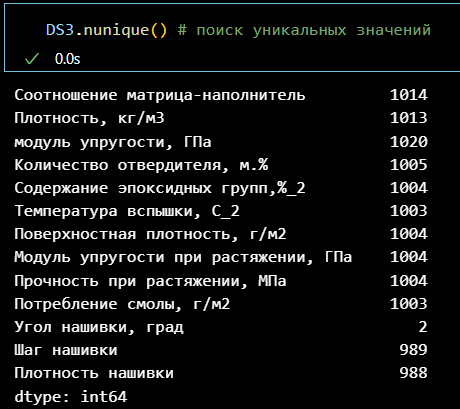 DS3.nunique() # поиск уникальных значений
✓ 0.0s
Соотношение матрица-наполнитель 1014
Плотность, кг/м3 1013
модуль упругости, ГПа 1020
Количество отвердителя, м.% 1005
Содержание эпоксидных групп,%_2 1004
Температура вспышки, С_2 1003
Поверхностная плотность, г/м2 1004
Модуль упругости при растяжении, ГПа 1004
Прочность при растяжении, МПа 1004
Потребление смолы, г/м2 1003
Угол нашивки, град 2
Шаг нашивки 989
Плотность нашивки 988
dtype: int64